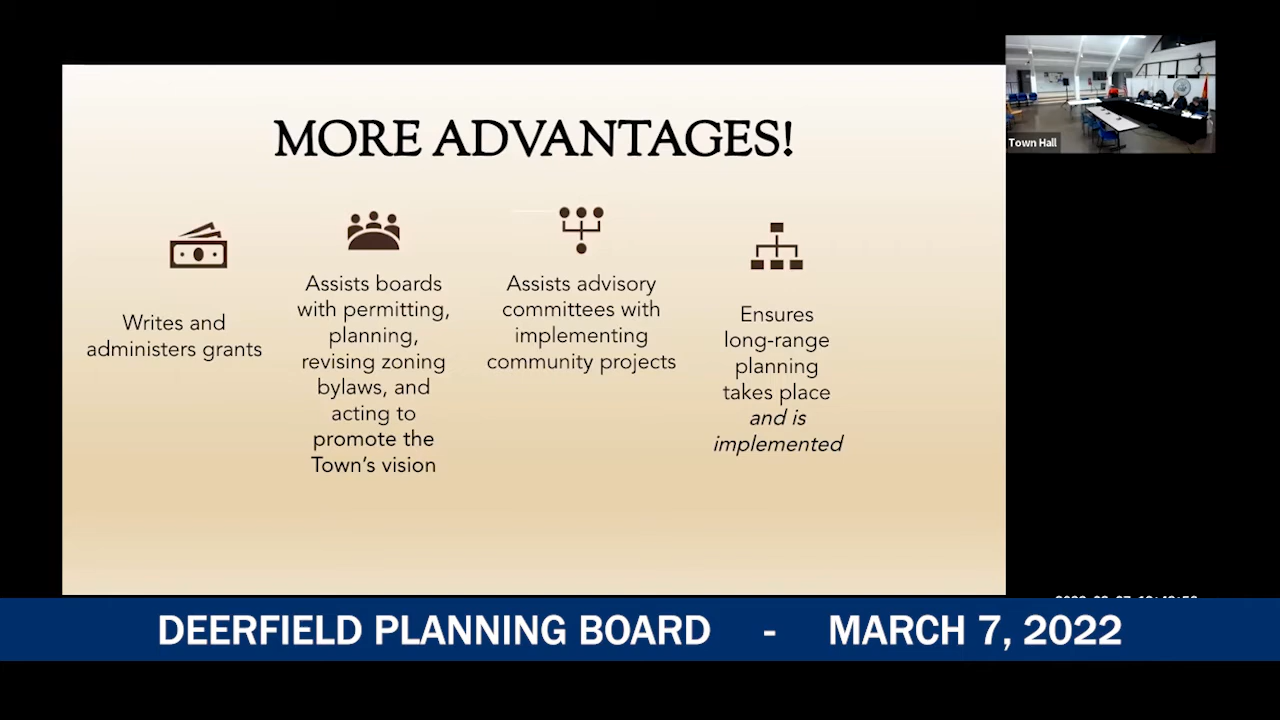 MORE ADVANTAGES!
Writes and
administers grants
Assists boards
with permitting,
planning,
revising zoning
bylaws, and
acting to
promote the
Town's vision
Assists advisory
committees with
implementing
community projects
Ensures
long-range
planning
takes place
and is
implemented
Town Hall
DEERFIELD PLANNING BOARD - MARCH 7, 2022